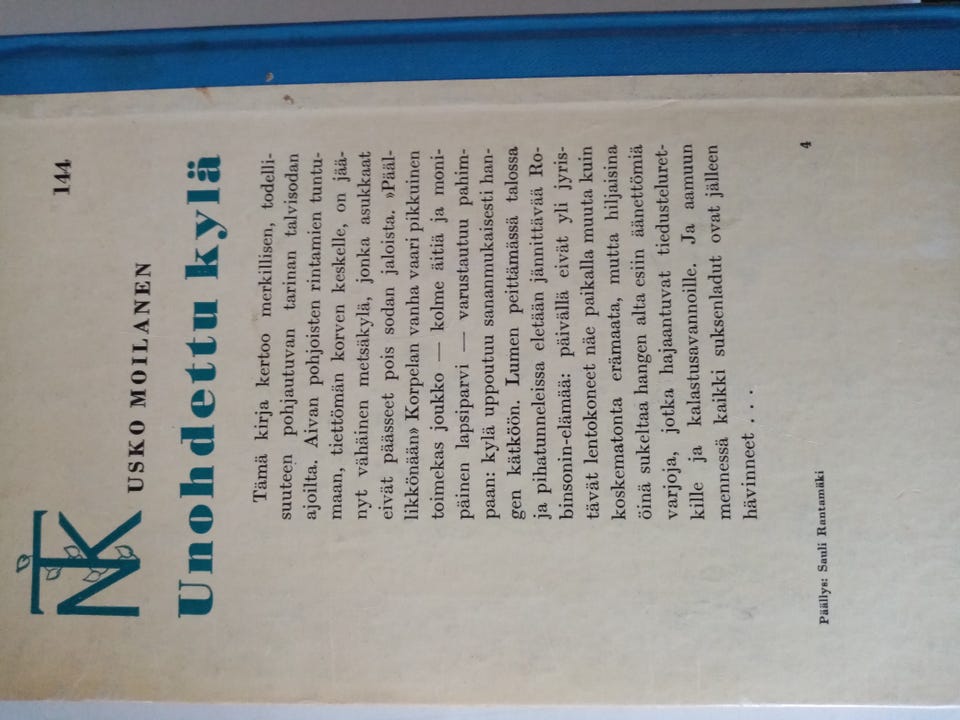 NTK
144
USKO MOILANEN
Unohdettu kylä
Tämä kirja kertoo merkillisen, todelli-
suuteen pohjautuvan tarinan talvisodan
ajoilta. Aivan pohjoisten rintamien tuntu-
maan, tiettömän korven keskelle, on jää-
nyt vähäinen metsäkylä, jonka asukkaat
eivät päässeet pois sodan jaloista. »Pääl-
likkönään» Korpelan vanha vaari pikkuinen
toimekas joukko — kolme äitiä ja moni-
päinen lapsiparvi — varustautuu pahim-
paan: kylä uppoutuu sananmukaisesti han-
gen kätköön. Lumen peittämässä talossa
ja pihatunneleissa eletään jännittävää Ro-
binsonin-elämää: päivällä eivät yli jyris-
tävät lentokoneet näe paikalla muuta kuin
koskematonta erämaata, mutta hiljaisina
öinä sukeltaa hangen alta esiin äänettömiä
varjoja, jotka hajaantuvat tiedusteluret-
kille ja kalastusavannoille. Ja aamuun
mennessä kaikki suksenladut ovat jälleen
hävinneet . . .
4
Päällys: Sauli Rantamäki